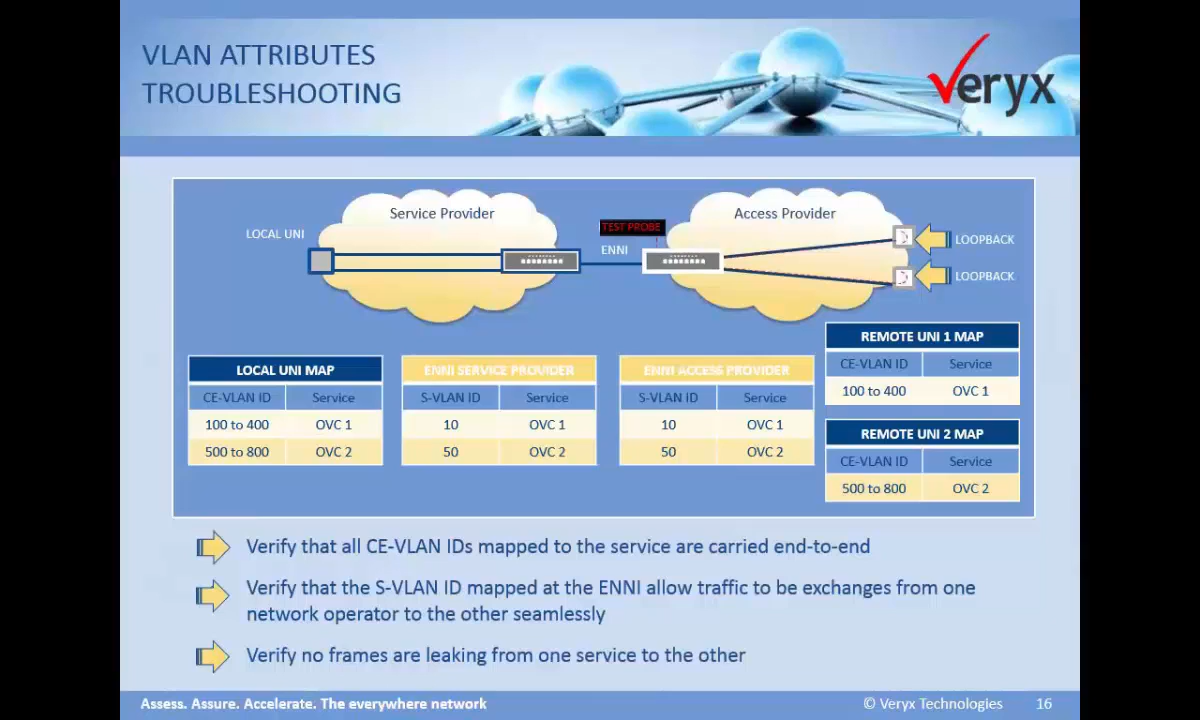 VLAN ATTRIBUTES
TROUBLESHOOTING
Veryx
Service Provider
Access Provider
LOCAL UNI
TEST PROBE
ENNI
LOOPBACK
LOOPBACK
LOCAL UNI MAP
CE-VLAN ID Service
100 to 400 OVC 1
500 to 800 OVC 2
ENNI SERVICE PROVIDER
S-VLAN ID Service
10 OVC 1
50 OVC 2
ENNI ACCESS PROVIDER
S-VLAN ID Service
10 OVC 1
50 OVC 2
REMOTE UNI 1 MAP
CE-VLAN ID Service
100 to 400 OVC 1
REMOTE UNI 2 MAP
CE-VLAN ID Service
500 to 800 OVC 2
Verify that all CE-VLAN IDs mapped to the service are carried end-to-end
Verify that the S-VLAN ID mapped at the ENNI allow traffic to be exchanges from one
network operator to the other seamlessly
Verify no frames are leaking from one service to the other
Assess. Assure. Accelerate. The everywhere network
© Veryx Technologies 16